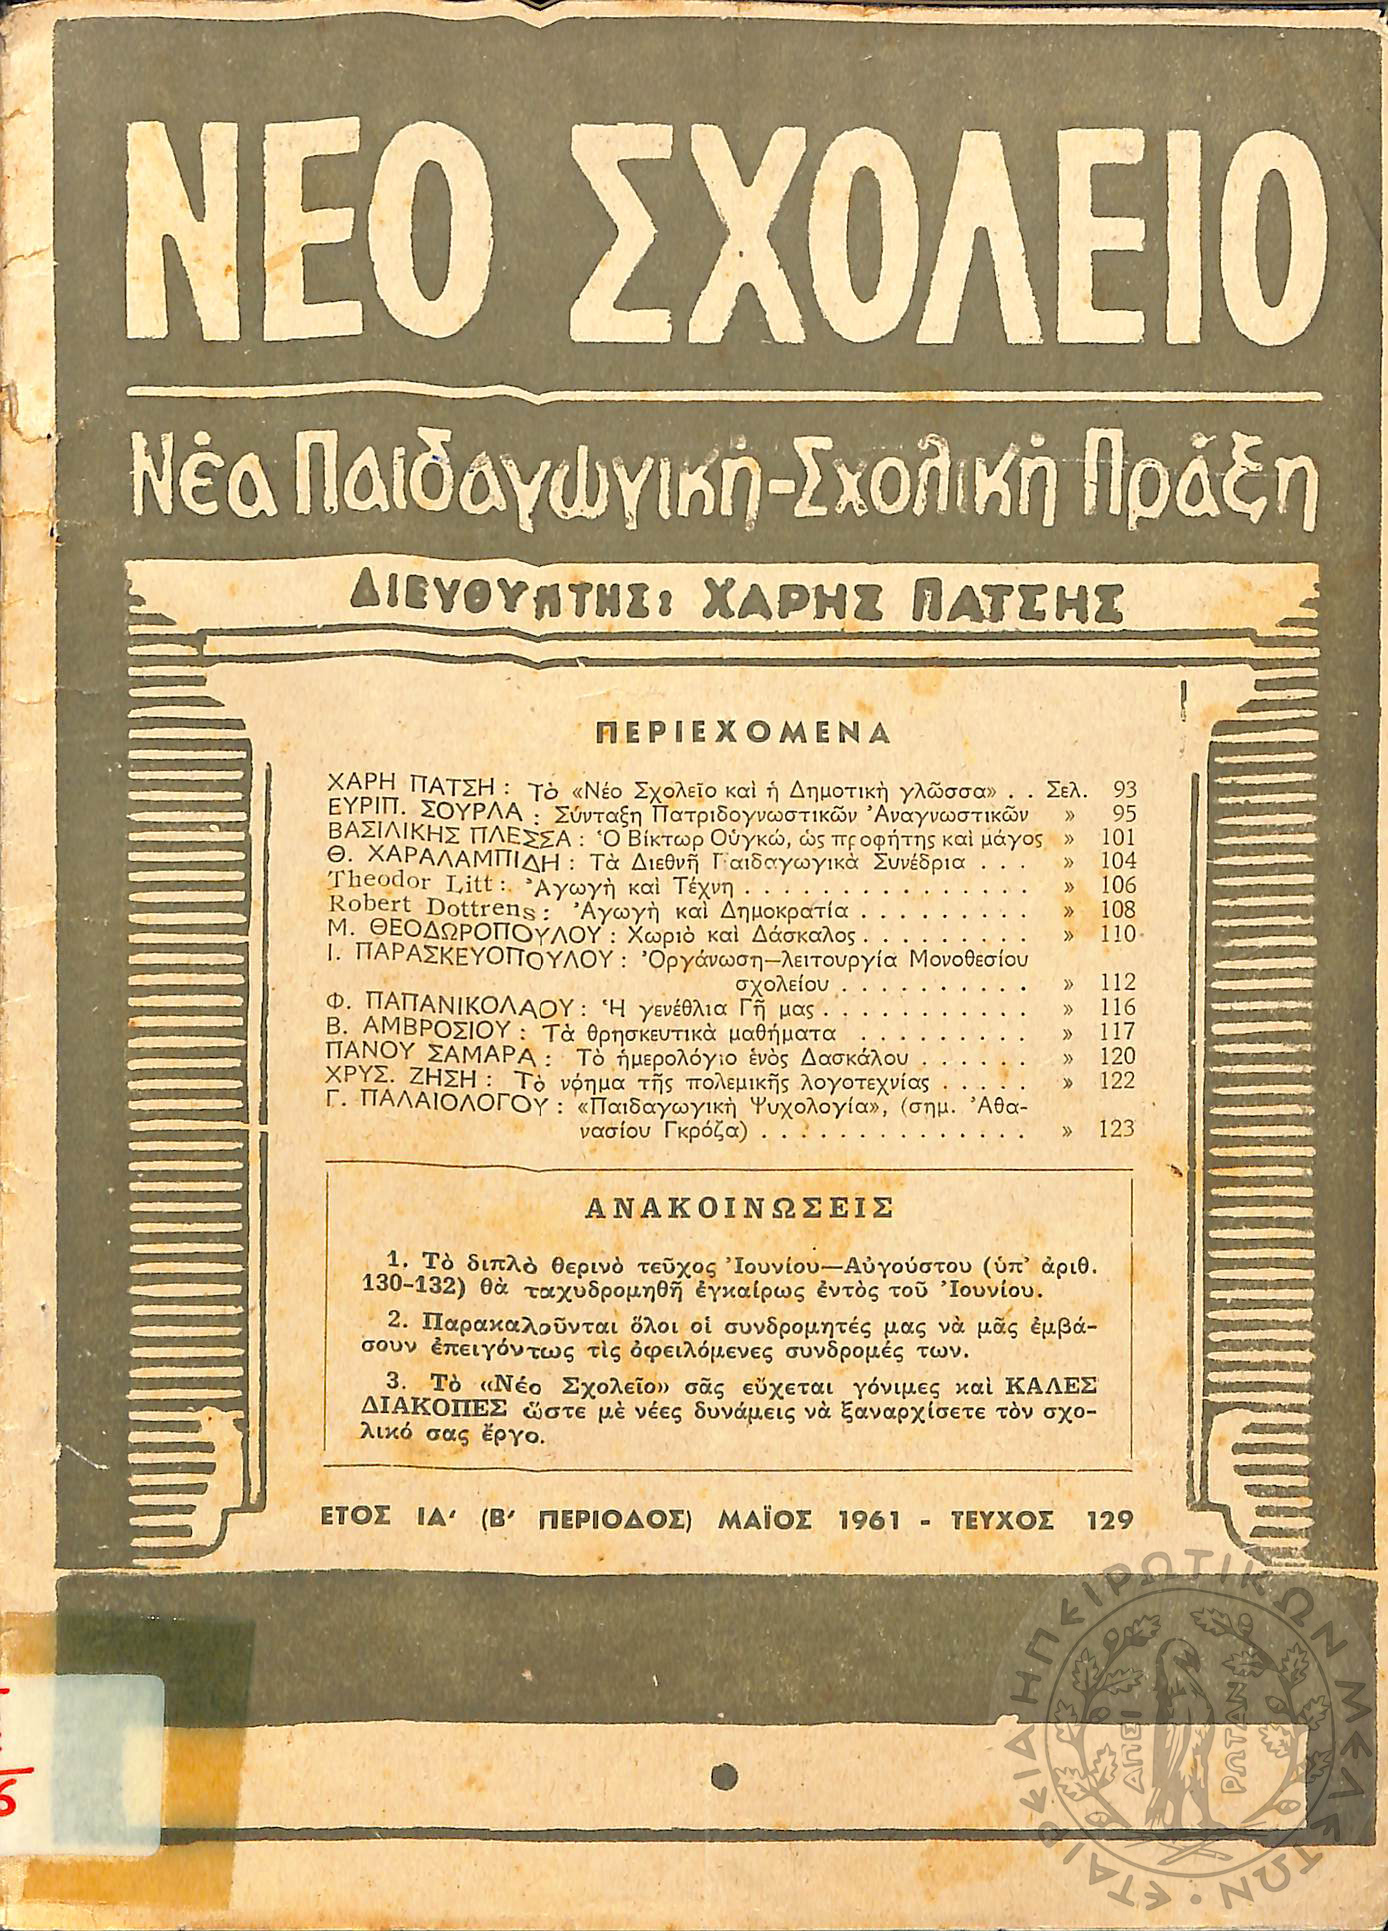 ΝΕΟ ΣΧΟΛΕΙΟ
Νέα Παιδαγωγική-Σχολική Πράξη
ΔΙΕΥΘΥΝΤΗΣ: ΧΑΡΗΣ ΠΑΤΣΗΣ
ΠΕΡΙΕΧΟΜΕΝΑ
ΧΑΡΗ ΠΑΤΣΗ: Τὸ «Νέο Σχολεῖο καὶ ἡ Δημοτικὴ γλῶσσα» . . Σελ. 93
ΕΥΡΙΠ. ΣΟΥΡΛΑ: Σύνταξη Πατριδογνωστικῶν Ἀναγνωστικῶν » 95
ΒΑΣΙΛΙΚΗΣ ΠΛΕΣΣΑ: Ὁ Βίκτωρ Οὑγκώ, ὡς προφήτης καὶ μάγος » 101
Θ. ΧΑΡΑΛΑΜΠΙΔΗ: Τὰ Διεθνῆ Παιδαγωγικὰ Συνέδρια . . . » 104
Theodor Litt: Ἀγωγὴ καὶ Τέχνη . . . . . . . . . . . . . . . » 106
Robert Dottrens: Ἀγωγὴ καὶ Δημοκρατία . . . . . . . . . » 108
Μ. ΘΕΟΔΩΡΟΠΟΥΛΟΥ: Χωριὸ καὶ Δάσκαλος . . . . . . . . . » 110
Ι. ΠΑΡΑΣΚΕΥΟΠΟΥΛΟΥ: Ὀργάνωση—λειτουργία Μονοθεσίου
σχολείου . . . . . . . . . . » 112
Φ. ΠΑΠΑΝΙΚΟΛΑΟΥ: Ἡ γενέθλια Γῆ μας . . . . . . . . . . . » 116
Β. ΑΜΒΡΟΣΙΟΥ: Τὰ θρησκευτικὰ μαθήματα . . . . . . . . . » 117
ΠΑΝΟΥ ΣΑΜΑΡΑ: Τὸ ἡμερολόγιο ἑνὸς Δασκάλου . . . . . . » 120
ΧΡΥΣ. ΖΗΣΗ: Τὸ νόημα τῆς πολεμικῆς λογοτεχνίας . . . . . » 122
Γ. ΠΑΛΑΙΟΛΟΓΟΥ: «Παιδαγωγικὴ Ψυχολογία», (σημ. Ἀθα-
νασίου Γκρόζα) . . . . . . . . . . . . . . » 123
ΑΝΑΚΟΙΝΩΣΕΙΣ
1. Τὸ διπλὸ θερινὸ τεῦχος Ἰουνίου—Αὐγούστου (ὑπ' ἀριθ.
130-132) θὰ ταχυδρομηθῆ ἐγκαίρως ἐντὸς τοῦ Ἰουνίου.
2. Παρακαλοῦνται ὅλοι οἱ συνδρομητές μας νὰ μᾶς ἐμβά-
σουν ἐπειγόντως τὶς ὀφειλόμενες συνδρομές των.
3. Τὸ «Νέο Σχολεῖο» σᾶς εὔχεται γόνιμες καὶ ΚΑΛΕΣ
ΔΙΑΚΟΠΕΣ ὥστε μὲ νέες δυνάμεις νὰ ξαναρχίσετε τὸν σχο-
λικό σας ἔργο.
ΕΤΟΣ ΙΑ' (Β' ΠΕΡΙΟΔΟΣ) ΜΑΪΟΣ 1961 - ΤΕΥΧΟΣ 129
ΕΤΑΙΡΕΙΑ ΗΠΕΙΡΩΤΙΚΩΝ ΜΕΛΕΤΩΝ
ΑΠΕΙ
ΡΩΤΑΝ